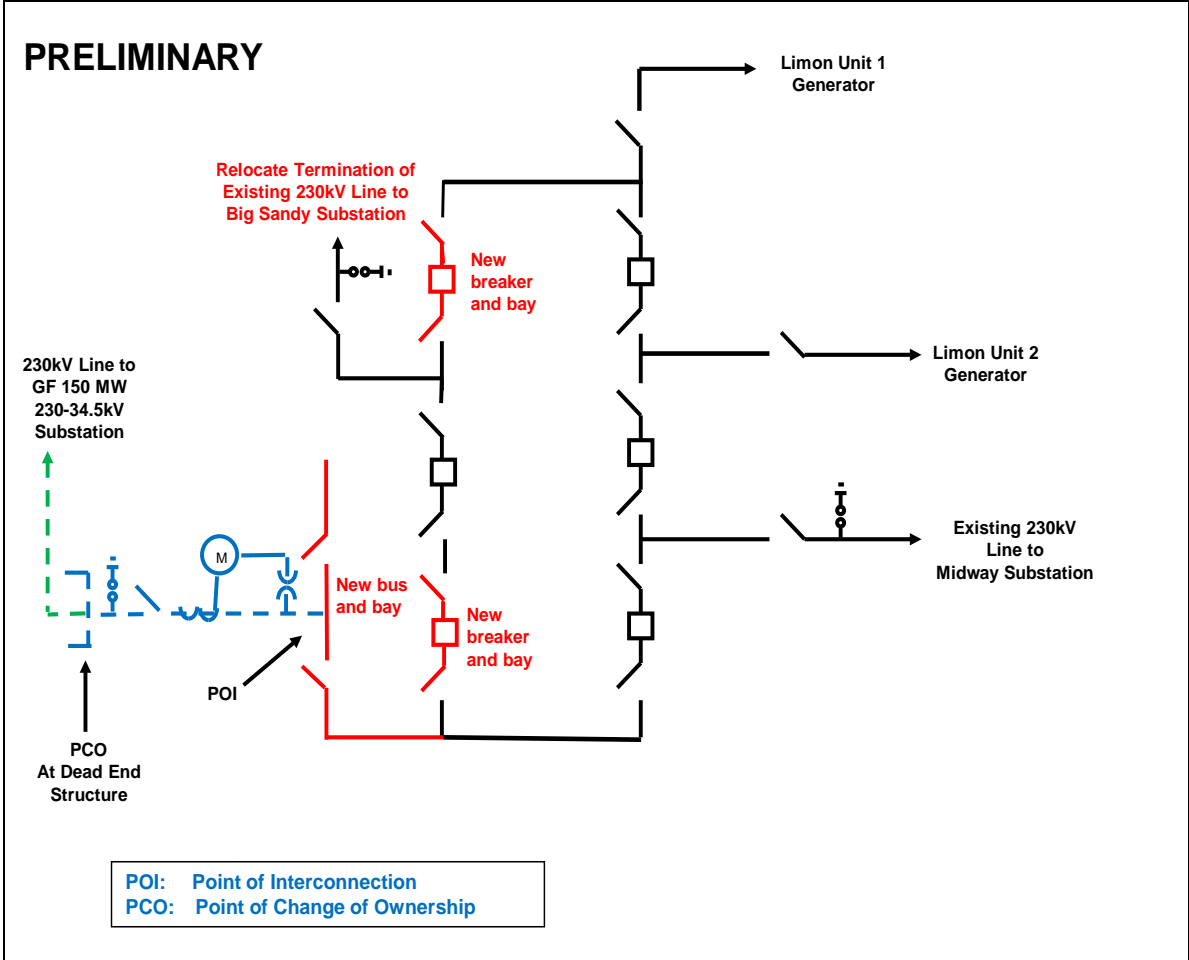 PRELIMINARY
Limon Unit 1
Generator
Relocate Termination of
Existing 230kV Line to
Big Sandy Substation
New
breaker
and bay
230kV Line to
GF 150 MW
230-34.5kV
Substation
Limon Unit 2
Generator
Existing 230kV
Line to
Midway Substation
M
New bus
and bay
New
breaker
and bay
POI
PCO
At Dead End
Structure
POI: Point of Interconnection
PCO: Point of Change of Ownership